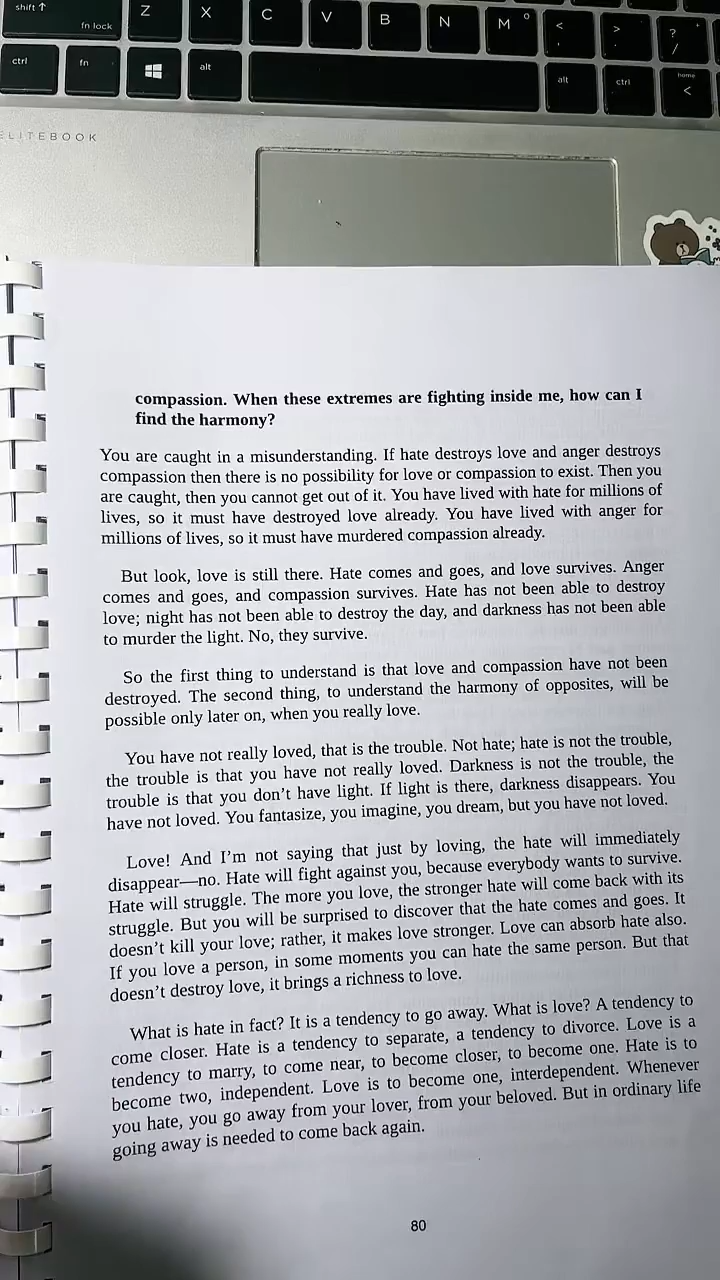 shift ↑
fn lock
Z
X
C
V
B
N
M
<
,
>
.
?
/
ctrl
fn
alt
alt
ctrl
home
<
ELITEBOOK
compassion. When these extremes are fighting inside me, how can I
find the harmony?
You are caught in a misunderstanding. If hate destroys love and anger destroys
compassion then there is no possibility for love or compassion to exist. Then you
are caught, then you cannot get out of it. You have lived with hate for millions of
lives, so it must have destroyed love already. You have lived with anger for
millions of lives, so it must have murdered compassion already.
But look, love is still there. Hate comes and goes, and love survives. Anger
comes and goes, and compassion survives. Hate has not been able to destroy
love; night has not been able to destroy the day, and darkness has not been able
to murder the light. No, they survive.
So the first thing to understand is that love and compassion have not been
destroyed. The second thing, to understand the harmony of opposites, will be
possible only later on, when you really love.
You have not really loved, that is the trouble. Not hate; hate is not the trouble,
the trouble is that you have not really loved. Darkness is not the trouble, the
trouble is that you don't have light. If light is there, darkness disappears. You
have not loved. You fantasize, you imagine, you dream, but you have not loved.
Love! And I'm not saying that just by loving, the hate will immediately
disappear—no. Hate will fight against you, because everybody wants to survive.
Hate will struggle. The more you love, the stronger hate will come back with its
struggle. But you will be surprised to discover that the hate comes and goes. It
doesn't kill your love; rather, it makes love stronger. Love can absorb hate also.
If you love a person, in some moments you can hate the same person. But that
doesn't destroy love, it brings a richness to love.
What is hate in fact? It is a tendency to go away. What is love? A tendency to
come closer. Hate is a tendency to separate, a tendency to divorce. Love is a
tendency to marry, to come near, to become closer, to become one. Hate is to
become two, independent. Love is to become one, interdependent. Whenever
you hate, you go away from your lover, from your beloved. But in ordinary life
going away is needed to come back again.
80